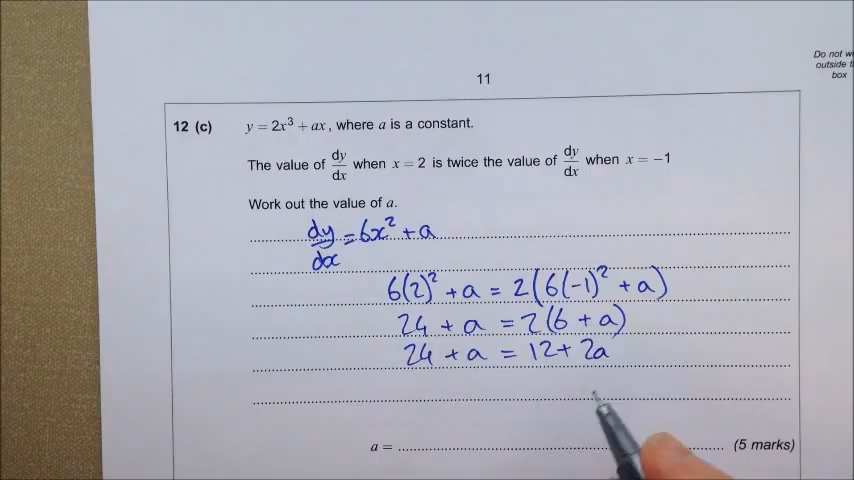 Do not w
outside t
box
11
12 (c) y = 2x³ + ax, where a is a constant.
The value of dy/dx when x = 2 is twice the value of dy/dx when x = −1
Work out the value of a.
dy/dx = 6x² + a
6(2)² + a = 2(6(-1)² + a)
24 + a = 2(6 + a)
24 + a = 12 + 2a
a = (5 marks)